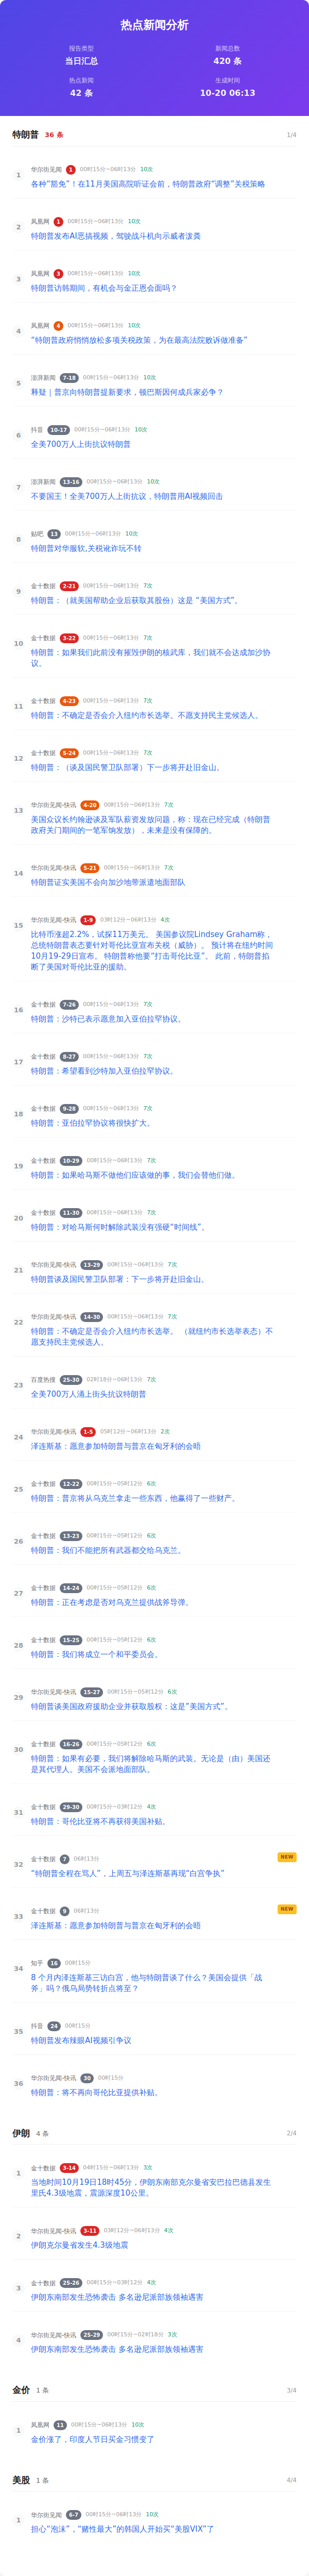 热点新闻分析
报告类型
新闻总数
当日汇总
420 条
热点新闻
生成时间
42 条
10-20 06:13
特朗普 36 条 1/4
1
华尔街见闻 1 00时15分~06时13分 10次
各种“豁免”！在11月美国高院听证会前，特朗普政府“调整”关税策略
2
凤凰网 1 00时15分~06时13分 10次
特朗普发布AI恶搞视频，驾驶战斗机向示威者泼粪
3
凤凰网 3 00时15分~06时13分 10次
特朗普访韩期间，有机会与金正恩会面吗？
4
凤凰网 4 00时15分~06时13分 10次
“特朗普政府悄悄放松多项关税政策，为在最高法院败诉做准备”
5
澎湃新闻 7-18 00时15分~06时13分 10次
释疑｜普京向特朗普提新要求，顿巴斯因何成兵家必争？
6
抖音 10-17 00时15分~06时13分 10次
全美700万人上街抗议特朗普
7
澎湃新闻 13-16 00时15分~06时13分 10次
不要国王！全美700万人上街抗议，特朗普用AI视频回击
8
贴吧 13 00时15分~06时13分 10次
特朗普对华服软,关税讹诈玩不转
9
金十数据 2-21 00时15分~06时13分 7次
特朗普：（就美国帮助企业后获取其股份）这是 “美国方式”。
10
金十数据 3-22 00时15分~06时13分 7次
特朗普：如果我们此前没有摧毁伊朗的核武库，我们就不会达成加沙协
议。
11
金十数据 4-23 00时15分~06时13分 7次
特朗普：不确定是否会介入纽约市长选举。不愿支持民主党候选人。
12
金十数据 5-24 00时15分~06时13分 7次
特朗普：（谈及国民警卫队部署）下一步将开赴旧金山。
13
华尔街见闻-快讯 4-20 00时15分~06时13分 7次
美国众议长约翰逊谈及军队薪资发放问题，称：现在已经完成（特朗普
政府关门期间的一笔军饷发放），未来是没有保障的。
14
华尔街见闻-快讯 5-21 00时15分~06时13分 7次
特朗普证实美国不会向加沙地带派遣地面部队
15
华尔街见闻-快讯 1-9 03时12分~06时13分 4次
比特币涨超2.2%，试探11万美元。 美国参议院Lindsey Graham称，
总统特朗普表态要针对哥伦比亚宣布关税（威胁）。 预计将在纽约时间
10月19-29日宣布。 特朗普称他要“打击哥伦比亚”。 此前，特朗普掐
断了美国对哥伦比亚的援助。
16
金十数据 7-26 00时15分~06时13分 7次
特朗普：沙特已表示愿意加入亚伯拉罕协议。
17
金十数据 8-27 00时15分~06时13分 7次
特朗普：希望看到沙特加入亚伯拉罕协议。
18
金十数据 9-28 00时15分~06时13分 7次
特朗普：亚伯拉罕协议将很快扩大。
19
金十数据 10-29 00时15分~06时13分 7次
特朗普：如果哈马斯不做他们应该做的事，我们会替他们做。
20
金十数据 11-30 00时15分~06时13分 7次
特朗普：对哈马斯何时解除武装没有强硬“时间线”。
21
华尔街见闻-快讯 13-29 00时15分~06时13分 7次
特朗普谈及国民警卫队部署：下一步将开赴旧金山。
22
华尔街见闻-快讯 14-30 00时15分~06时13分 7次
特朗普：不确定是否会介入纽约市长选举。 （就纽约市长选举表态）不
愿支持民主党候选人。
23
百度热搜 25-30 02时18分~06时13分 7次
全美700万人涌上街头抗议特朗普
24
华尔街见闻-快讯 1-5 05时12分~06时13分 2次
泽连斯基：愿意参加特朗普与普京在匈牙利的会晤
25
金十数据 12-22 00时15分~05时12分 6次
特朗普：普京将从乌克兰拿走一些东西，他赢得了一些财产。
26
金十数据 13-23 00时15分~05时12分 6次
特朗普：我们不能把所有武器都交给乌克兰。
27
金十数据 14-24 00时15分~05时12分 6次
特朗普：正在考虑是否对乌克兰提供战斧导弹。
28
金十数据 15-25 00时15分~05时12分 6次
特朗普：我们将成立一个和平委员会。
29
华尔街见闻-快讯 15-27 00时15分~05时12分 6次
特朗普谈美国政府援助企业并获取股权：这是“美国方式”。
30
金十数据 16-26 00时15分~05时12分 6次
特朗普：如果有必要，我们将解除哈马斯的武装。无论是（由）美国还
是其代理人。美国不会派地面部队。
31
金十数据 29-30 00时15分~03时12分 4次
特朗普：哥伦比亚将不再获得美国补贴。
32
金十数据 7 06时13分
NEW
“特朗普全程在骂人”，上周五与泽连斯基再现“白宫争执”
33
金十数据 9 06时13分
NEW
泽连斯基：愿意参加特朗普与普京在匈牙利的会晤
34
知乎 16 00时15分
8 个月内泽连斯基三访白宫，他与特朗普谈了什么？美国会提供「战
斧」吗？俄乌局势转折点将至？
35
抖音 24 00时15分
特朗普发布辣眼AI视频引争议
36
华尔街见闻-快讯 30 00时15分
特朗普：将不再向哥伦比亚提供补贴。
伊朗 4 条 2/4
1
金十数据 3-14 04时15分~06时13分 3次
当地时间10月19日18时45分，伊朗东南部克尔曼省安巴拉巴德县发生
里氏4.3级地震，震源深度10公里。
2
华尔街见闻-快讯 3-11 03时12分~06时13分 4次
伊朗克尔曼省发生4.3级地震
3
金十数据 25-26 00时15分~03时12分 4次
伊朗东南部发生恐怖袭击 多名逊尼派部族领袖遇害
4
华尔街见闻-快讯 25-29 00时15分~02时18分 3次
伊朗东南部发生恐怖袭击 多名逊尼派部族领袖遇害
金价 1 条 3/4
1
凤凰网 11 00时15分~06时13分 10次
金价涨了，印度人节日买金习惯变了
美股 1 条 4/4
1
华尔街见闻 6-7 00时15分~06时13分 10次
担心“泡沫”，“赌性最大”的韩国人开始买“美股VIX”了